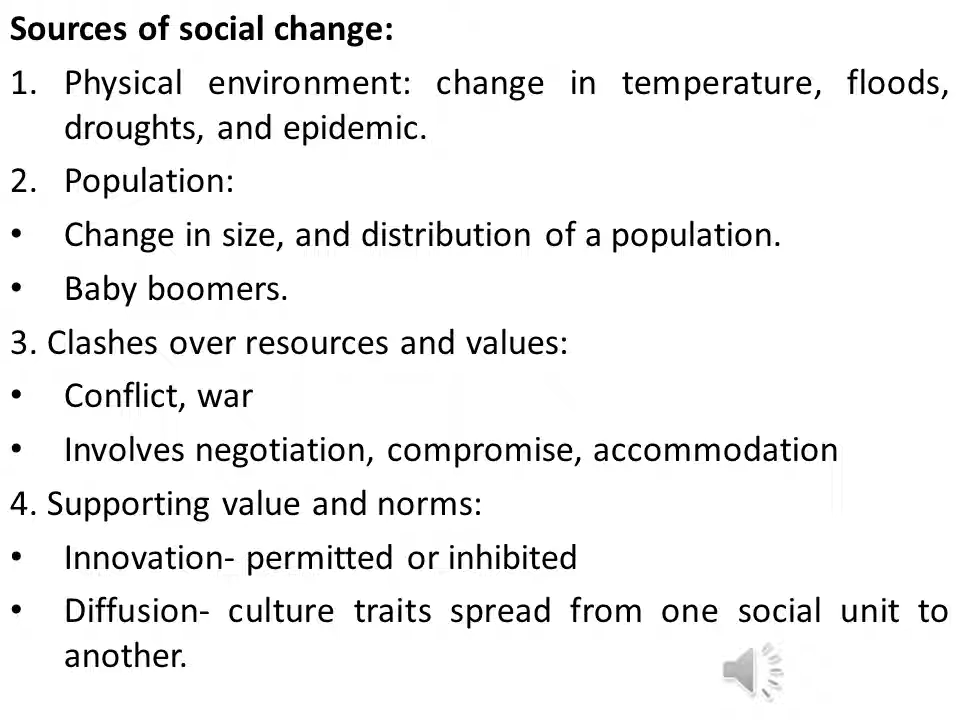 Sources of social change:
1. Physical environment: change in temperature, floods,
droughts, and epidemic.
2. Population:
• Change in size, and distribution of a population.
• Baby boomers.
3. Clashes over resources and values:
• Conflict, war
• Involves negotiation, compromise, accommodation
4. Supporting value and norms:
• Innovation- permitted or inhibited
• Diffusion- culture traits spread from one social unit to
another.